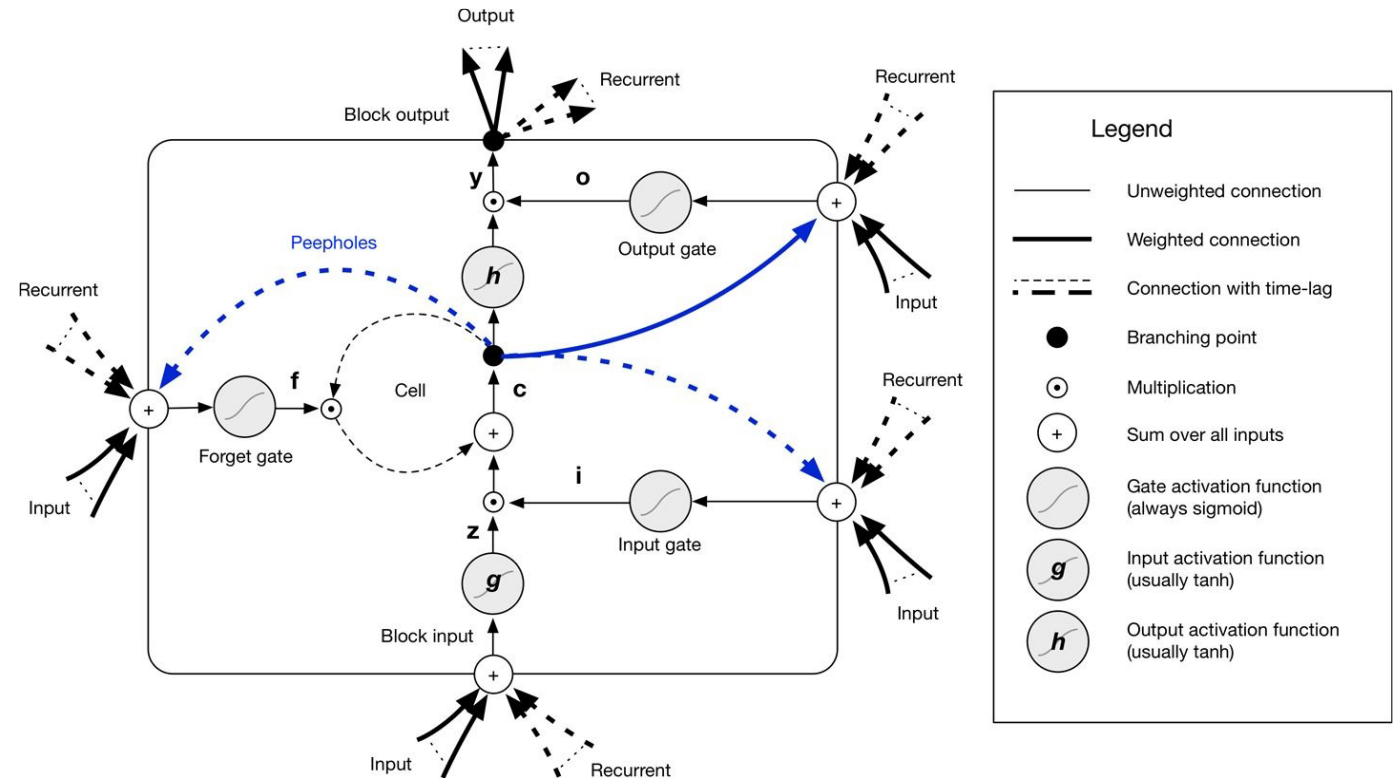 Output
Recurrent
Block output
Recurrent
y
o
+
Output gate
Peepholes
h
Input
Recurrent
f
Cell
c
Recurrent
+
Forget gate
+
Input
i
+
z
Input gate
g
Input
Block input
+
Input
Recurrent
Legend
Unweighted connection
Weighted connection
Connection with time-lag
Branching point
Multiplication
+
Sum over all inputs
Gate activation function
(always sigmoid)
g
Input activation function
(usually tanh)
h
Output activation function
(usually tanh)